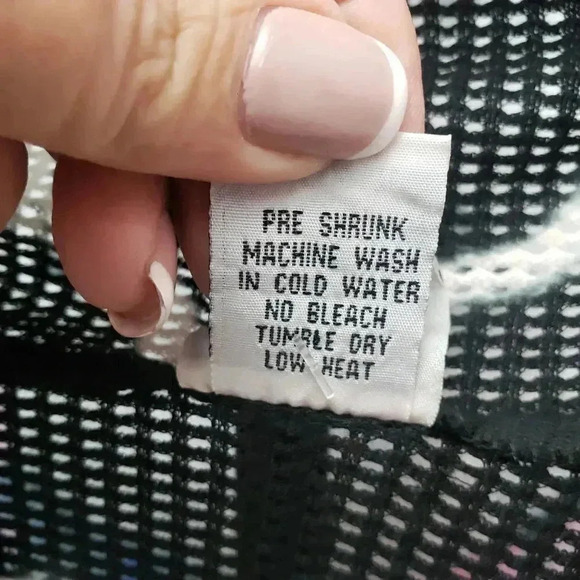 PRE SHRUNK
MACHINE WASH
IN COLD WATER
NO BLEACH
TUMBLE DRY
LOW HEAT